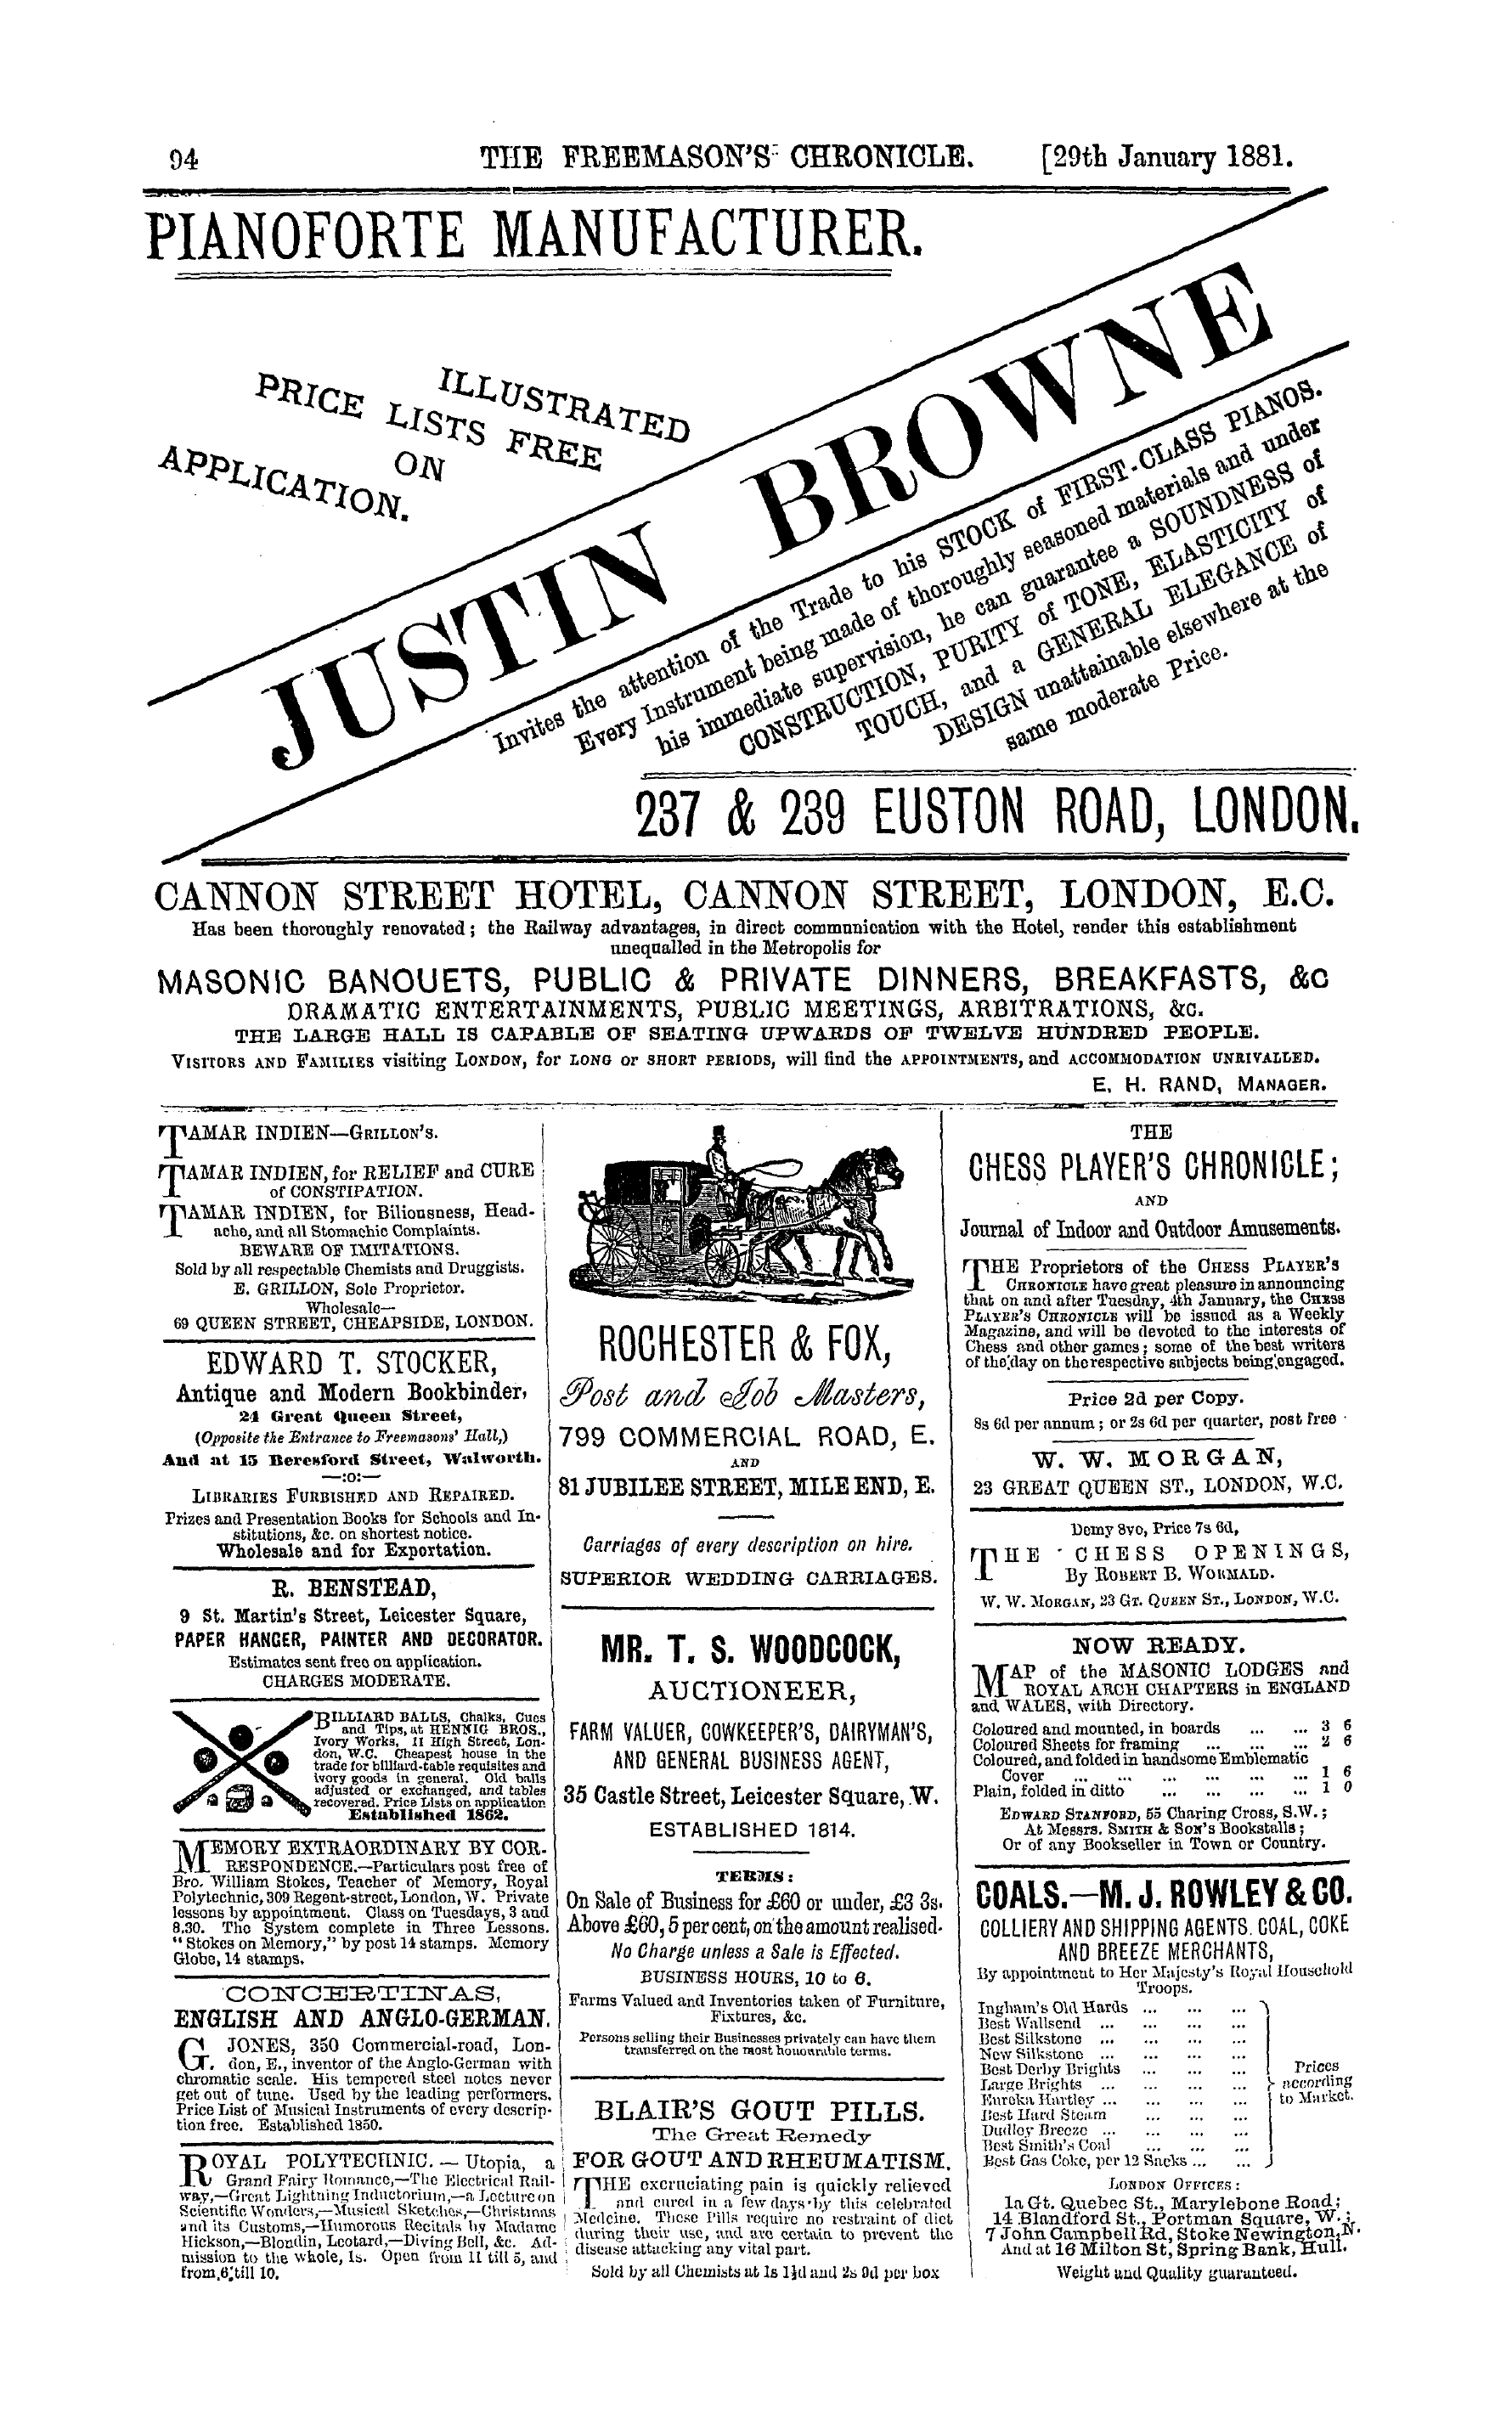 94 THE FREEMASON'S CHRONICLE. [29th January 1881.
PIANOFORTE MANUFACTURER.
ILLUSTRATED
PRICE LISTS FREE
ON
APPLICATION.
JUSTIN BROWNE
Invites the attention of the Trade to his STOCK of FIRST-CLASS PIANOS.
Every Instrument being made of thoroughly seasoned materials and under
his immediate supervision, he can guarantee a SOUNDNESS of
CONSTRUCTION, PURITY of TONE, ELASTICITY of
TOUCH, and a GENERAL ELEGANCE of
DESIGN unattainable elsewhere at the
same moderate Price.
237 & 239 EUSTON ROAD, LONDON.
CANNON STREET HOTEL, CANNON STREET, LONDON, E.C.
Has been thoroughly renovated; the Railway advantages, in direct communication with the Hotel, render this establishment
unequalled in the Metropolis for
MASONIC BANQUETS, PUBLIC & PRIVATE DINNERS, BREAKFASTS, &C
DRAMATIC ENTERTAINMENTS, PUBLIC MEETINGS, ARBITRATIONS, &c.
THE LARGE HALL IS CAPABLE OF SEATING UPWARDS OF TWELVE HUNDRED PEOPLE.
VISITORS AND FAMILIES visiting LONDON, for LONG or SHORT PERIODS, will find the APPOINTMENTS, and ACCOMMODATION UNRIVALLED.
E. H. RAND, MANAGER.
TAMAR INDIEN—GRILLON'S.
TAMAR INDIEN, for RELIEF and CURE
of CONSTIPATION.
TAMAR INDIEN, for Biliousness, Head-
ache, and all Stomachic Complaints.
BEWARE OF IMITATIONS.
Sold by all respectable Chemists and Druggists.
E. GRILLON, Sole Proprietor.
Wholesale—
69 QUEEN STREET, CHEAPSIDE, LONDON.
EDWARD T. STOCKER,
Antique and Modern Bookbinder,
24 Great Queen Street,
(Opposite the Entrance to Freemasons' Hall,)
And at 15 Beresford Street, Walworth.
—:o:—
LIBRARIES FURBISHED AND REPAIRED.
Prizes and Presentation Books for Schools and In-
stitutions, &c. on shortest notice.
Wholesale and for Exportation.
R. BENSTEAD,
9 St. Martin's Street, Leicester Square,
PAPER HANGER, PAINTER AND DECORATOR.
Estimates sent free on application.
CHARGES MODERATE.
BILLIARD BALLS, Chalks, Cues
and Tips, at HENNIG BROS.,
Ivory Works, 11 High Street, Lon-
don, W.C. Cheapest house in the
trade for billiard-table requisites and
ivory goods in general. Old balls
adjusted or exchanged, and tables
recovered. Price Lists on application
Established 1862.
MEMORY EXTRAORDINARY BY COR-
RESPONDENCE.—Particulars post free of
Bro. William Stokes, Teacher of Memory, Royal
Polytechnic, 309 Regent-street, London, W. Private
lessons by appointment. Class on Tuesdays, 3 and
8.30. The System complete in Three Lessons.
"Stokes on Memory," by post 14 stamps. Memory
Globe, 14 stamps.
CONCERTINAS,
ENGLISH AND ANGLO-GERMAN.
G. JONES, 350 Commercial-road, Lon-
don, E., inventor of the Anglo-German with
chromatic scale. His tempered steel notes never
get out of tune. Used by the leading performers.
Price List of Musical Instruments of every descrip-
tion free. Established 1850.
ROYAL POLYTECHNIC.—Utopia, a
Grand Fairy Romance,—The Electrical Rail-
way,—Great Lightning Inductorium,—a Lecture on
Scientific Wonders,—Musical Sketches,—Christmas
and its Customs,—Humorous Recitals by Madame
Hickson,—Blondin, Leotard,—Diving Bell, &c. Ad-
mission to the whole, 1s. Open from 11 till 5, and
from 6 till 10.
ROCHESTER & FOX,
Post and Job Masters,
799 COMMERCIAL ROAD, E.
AND
81 JUBILEE STREET, MILE END, E.
Carriages of every description on hire.
SUPERIOR WEDDING CARRIAGES.
MR. T. S. WOODCOCK,
AUCTIONEER,
FARM VALUER, COWKEEPER'S, DAIRYMAN'S,
AND GENERAL BUSINESS AGENT,
35 Castle Street, Leicester Square, W.
ESTABLISHED 1814.
TERMS:
On Sale of Business for £60 or under, £3 3s.
Above £60, 5 per cent, on the amount realised.
No Charge unless a Sale is Effected.
BUSINESS HOURS, 10 to 6.
Farms Valued and Inventories taken of Furniture,
Fixtures, &c.
Persons selling their Businesses privately can have them
transferred on the most honourable terms.
BLAIR'S GOUT PILLS.
The Great Remedy
FOR GOUT AND RHEUMATISM.
THE excruciating pain is quickly relieved
and cured in a few days by this celebrated
Medcine. These Pills require no restraint of diet
during their use, and are certain to prevent the
disease attacking any vital part.
Sold by all Chemists at 1s 1½d and 2s 9d per box
THE
CHESS PLAYER'S CHRONICLE;
AND
Journal of Indoor and Outdoor Amusements.
THE Proprietors of the CHESS PLAYER'S
CHRONICLE have great pleasure in announcing
that on and after Tuesday, 4th January, the CHESS
PLAYER'S CHRONICLE will be issued as a Weekly
Magazine, and will be devoted to the interests of
Chess and other games; some of the best writers
of the day on the respective subjects being engaged.
Price 2d per Copy.
8s 6d per annum; or 2s 6d per quarter, post free
W. W. MORGAN,
23 GREAT QUEEN ST., LONDON, W.C.
Demy 8vo, Price 7s 6d,
THE CHESS OPENINGS,
By ROBERT B. WORMALD.
W. W. MORGAN, 23 GT. QUEEN ST., LONDON, W.C.
NOW READY.
MAP of the MASONIC LODGES and
ROYAL ARCH CHAPTERS in ENGLAND
and WALES, with Directory.
Coloured and mounted, in boards ... ... 3 6
Coloured Sheets for framing ... ... ... 2 6
Coloured, and folded in handsome Emblematic
Cover ... ... ... ... ... ... 1 6
Plain, folded in ditto ... ... ... ... 1 0
EDWARD STANFORD, 55 Charing Cross, S.W.;
At Messrs. SMITH & SON'S Bookstalls;
Or of any Bookseller in Town or Country.
COALS.—M. J. ROWLEY & CO.
COLLIERY AND SHIPPING AGENTS. COAL, COKE
AND BREEZE MERCHANTS,
By appointment to Her Majesty's Royal Household
Troops.
Ingham's Old Hards ... ... ...
Best Wallsend ... ... ... ...
Best Silkstone ... ... ... ...
New Silkstone ... ... ... ...
Best Derby Brights ... ... ...
Large Brights ... ... ... ...
Eureka Hartley ... ... ... ...
Best Hard Steam ... ... ...
Dudley Breeze ... ... ... ...
Best Smith's Coal ... ... ...
Best Gas Coke, per 12 Sacks ... ...
Prices
according
to Market.
LONDON OFFICES:
1a Gt. Quebec St., Marylebone Road;
14 Blandford St., Portman Square, W.;
7 John Campbell Rd, Stoke Newington, N.
And at 16 Milton St, Spring Bank, Hull.
Weight and Quality guaranteed.